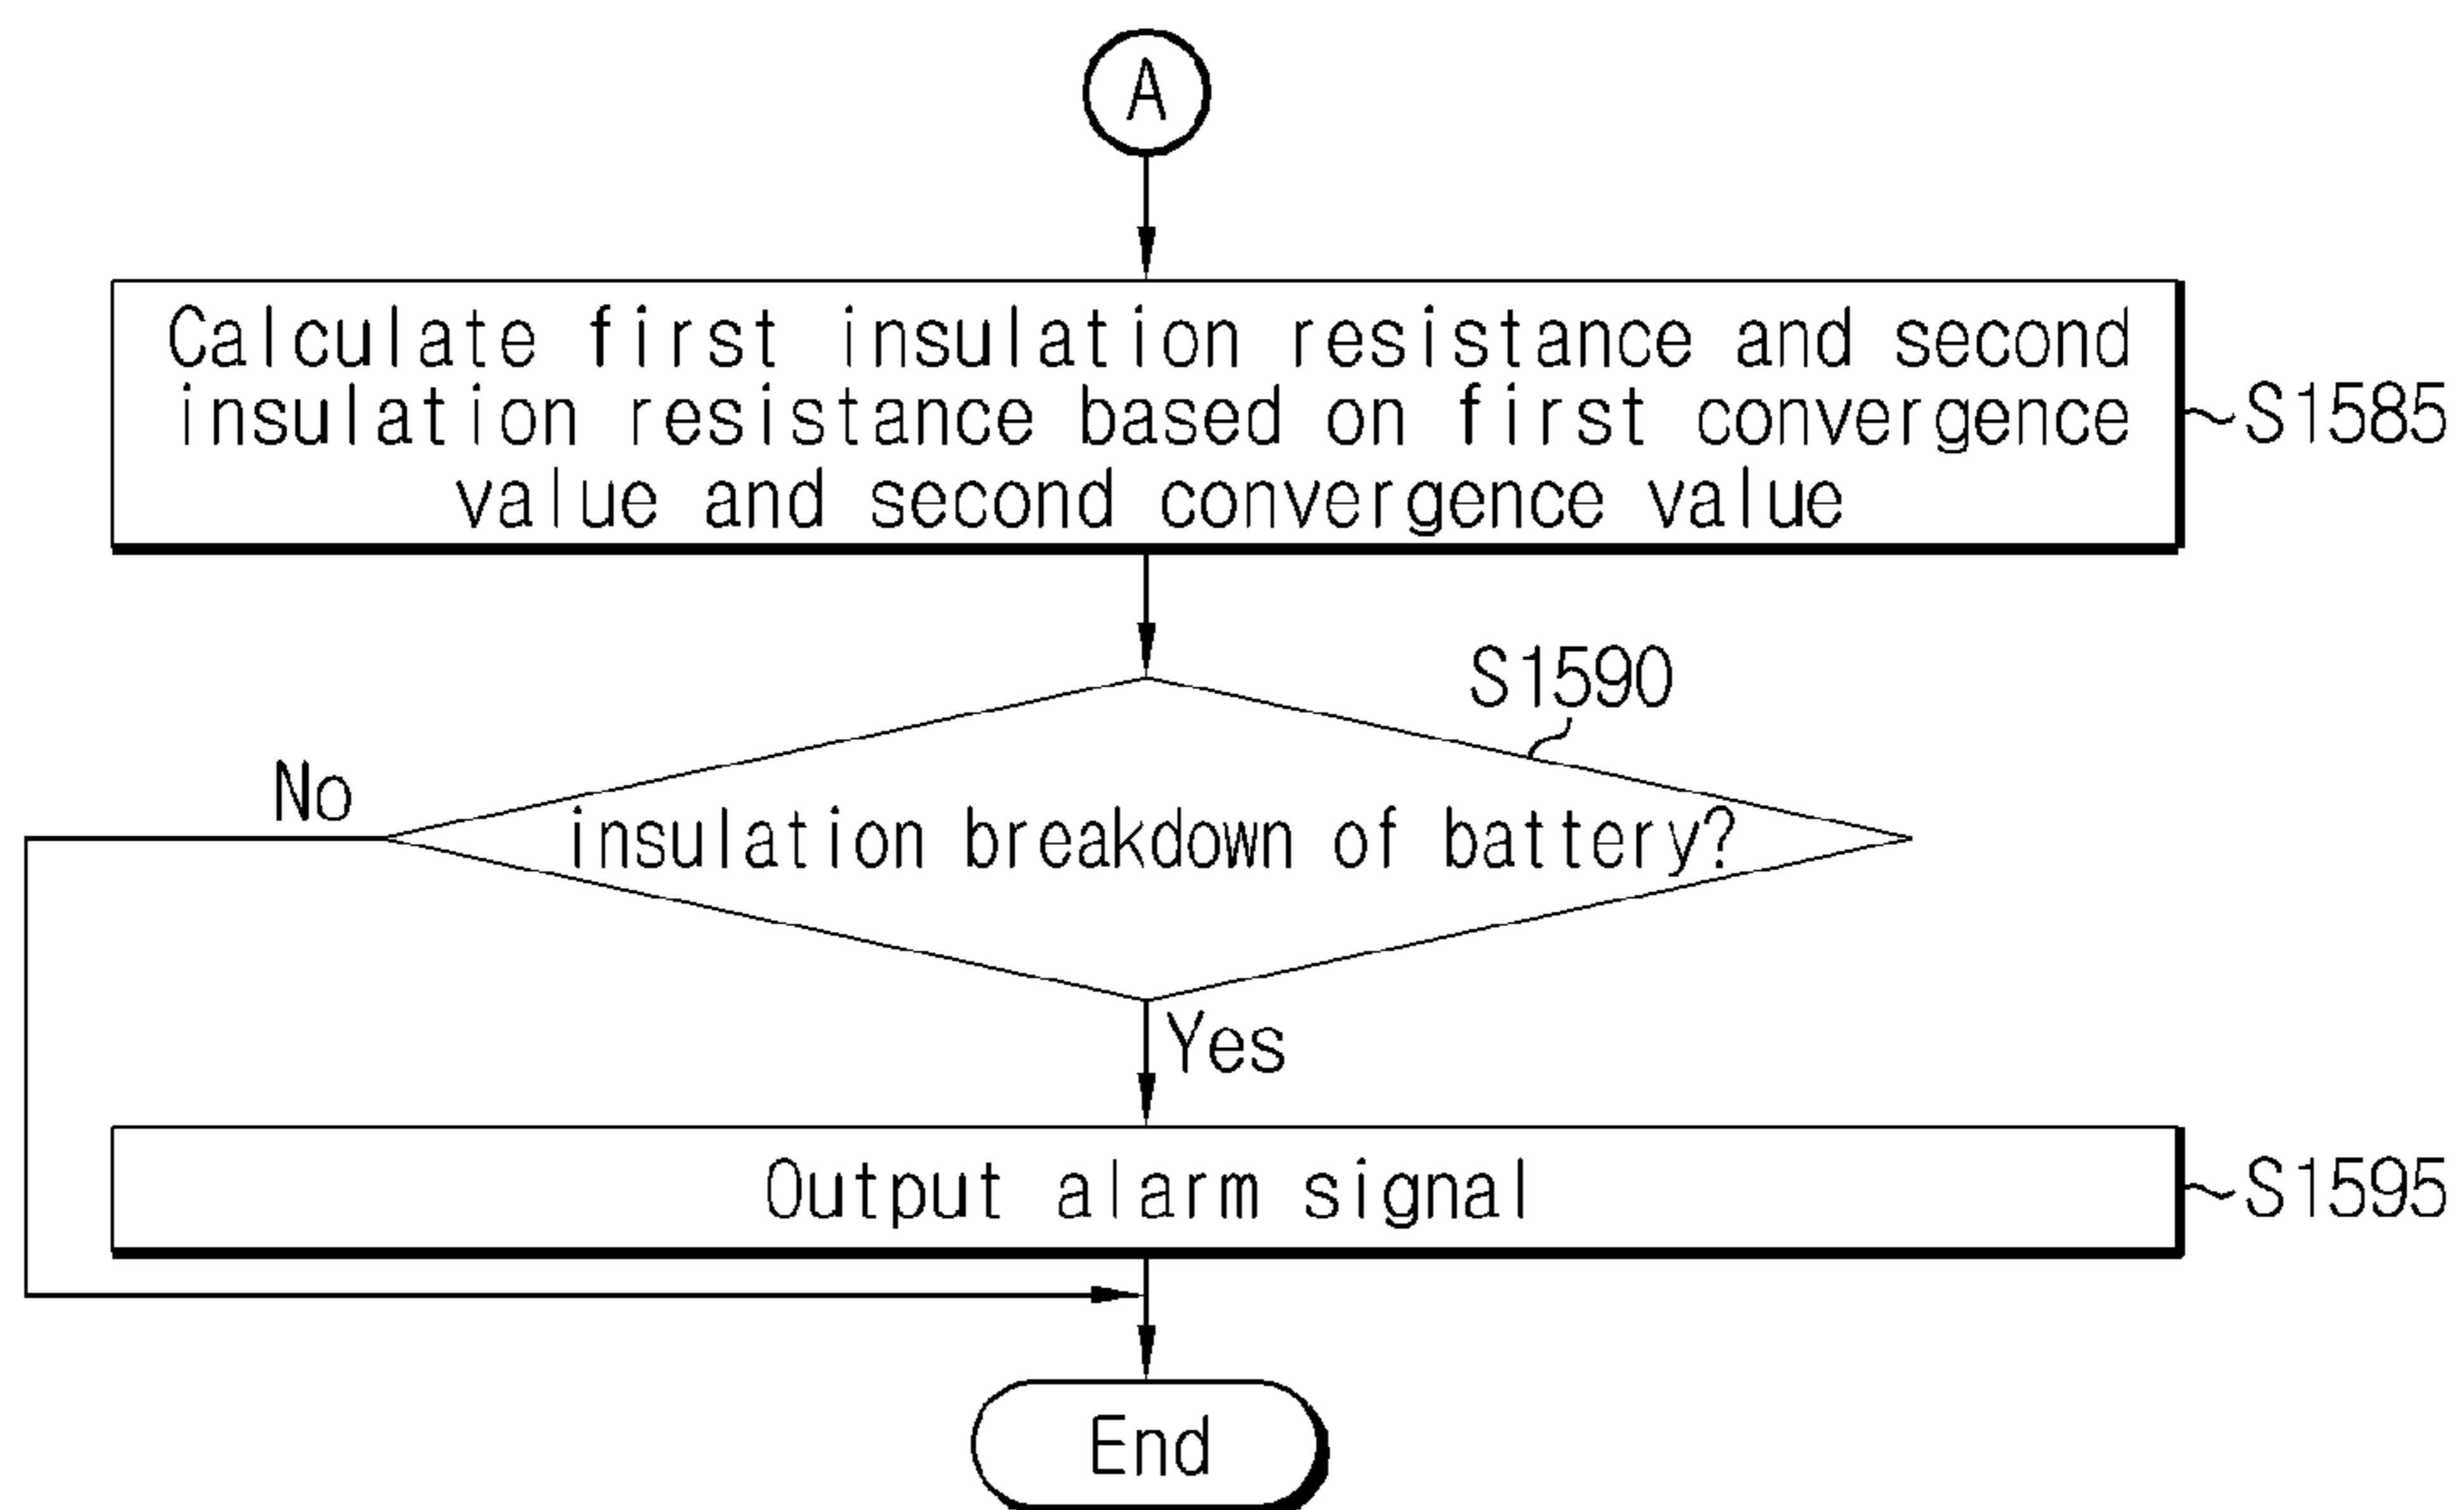 A
Calculate first insulation resistance and second
insulation resistance based on first convergence
value and second convergence value
S1585
S1590
No
insulation breakdown of battery?
Yes
Output alarm signal
S1595
End